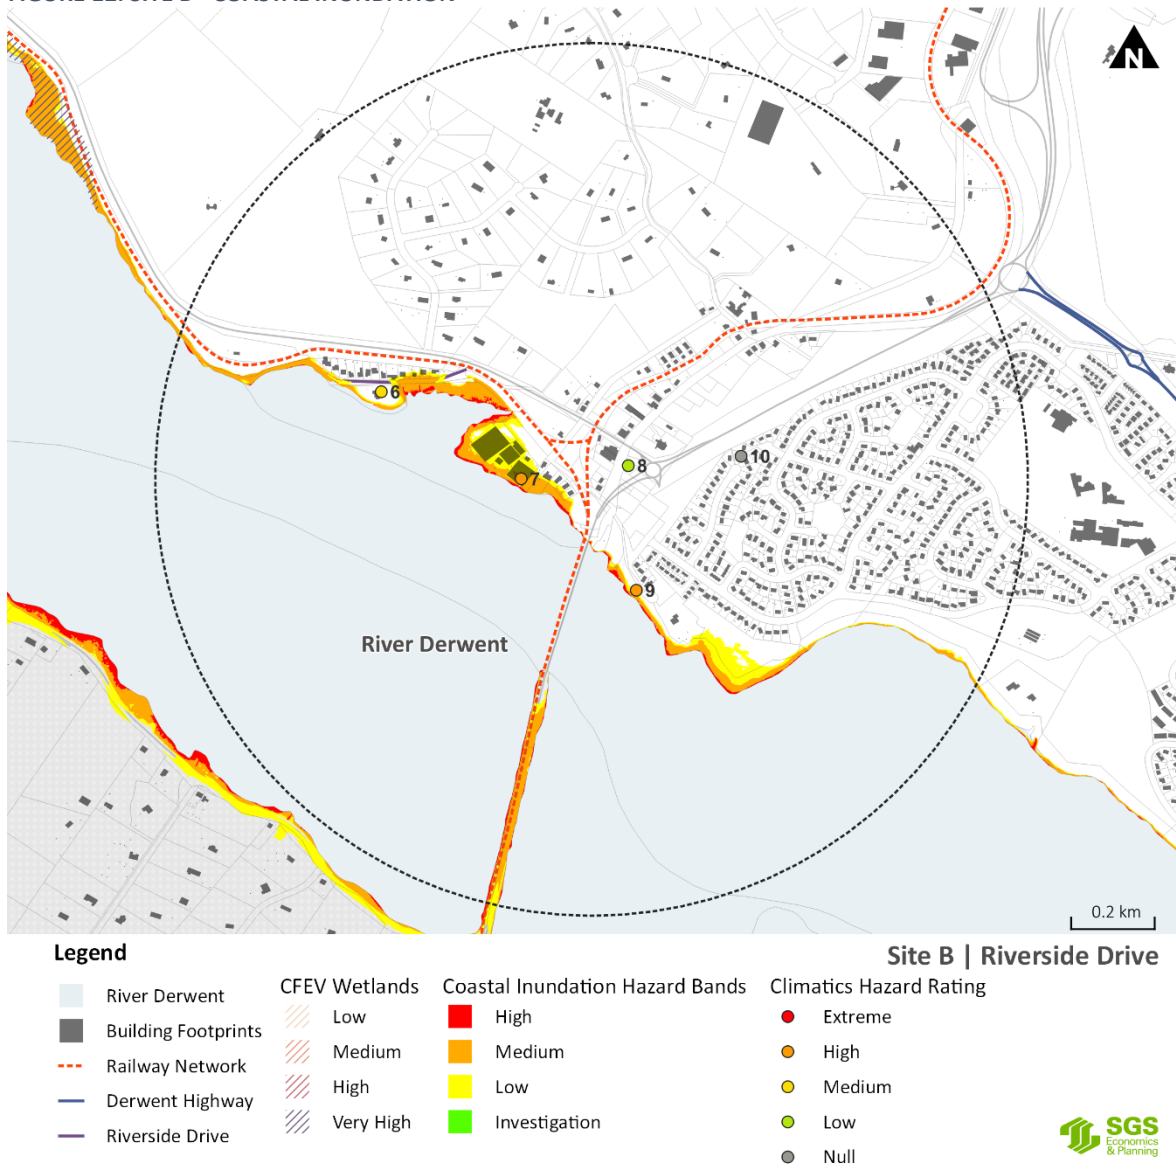 N
6
7
8
10
9
River Derwent
0.2 km
Legend
Site B | Riverside Drive
River Derwent
Building Footprints
Railway Network
Derwent Highway
Riverside Drive
CFEV Wetlands
Low
Medium
High
Very High
Coastal Inundation Hazard Bands
High
Medium
Low
Investigation
Climatics Hazard Rating
Extreme
High
Medium
Low
Null
SGS
Economics
& Planning